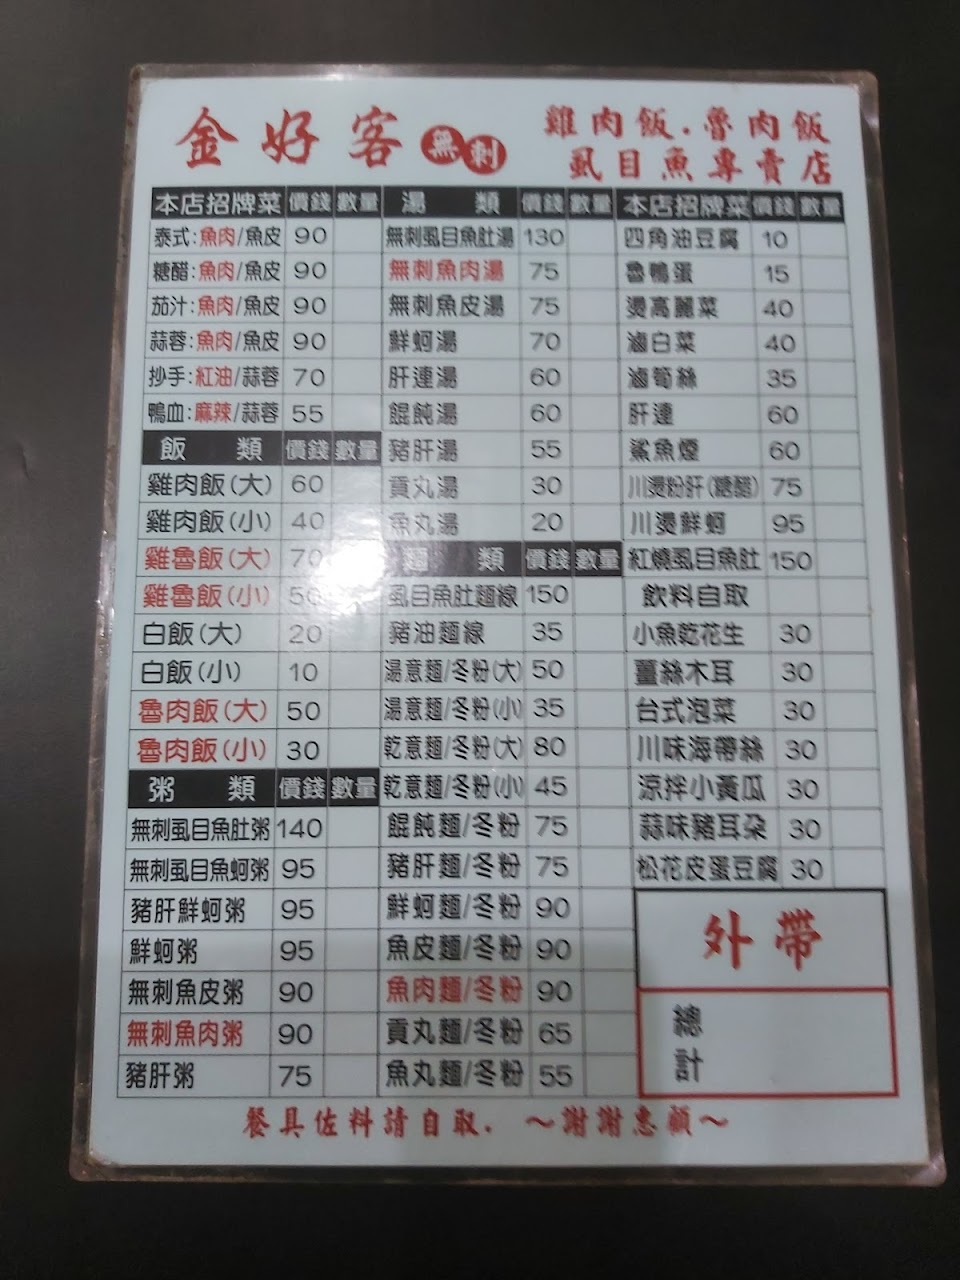 金好客 無刺
雞肉飯.魯肉飯
虱目魚專賣店
本店招牌菜 價錢 數量
泰式:魚肉/魚皮 90
糖醋:魚肉/魚皮 90
茄汁:魚肉/魚皮 90
蒜蓉:魚肉/魚皮 90
抄手:紅油/蒜蓉 70
鴨血:麻辣/蒜蓉 55
飯類 價錢 數量
雞肉飯(大) 60
雞肉飯(小) 40
雞魯飯(大) 70
雞魯飯(小) 50
白飯(大) 20
白飯(小) 10
魯肉飯(大) 50
魯肉飯(小) 30
粥類 價錢 數量
無刺虱目魚肚粥 140
無刺虱目魚蚵粥 95
豬肝鮮蚵粥 95
鮮蚵粥 95
無刺魚皮粥 90
無刺魚肉粥 90
豬肝粥 75
湯類 價錢 數量
無刺虱目魚肚湯 130
無刺魚肉湯 75
無刺魚皮湯 75
鮮蚵湯 70
肝連湯 60
餛飩湯 60
豬肝湯 55
貢丸湯 30
魚丸湯 20
麵類 價錢 數量
虱目魚肚麵線 150
豬油麵線 35
湯意麵/冬粉(大) 50
湯意麵/冬粉(小) 35
乾意麵/冬粉(大) 80
乾意麵/冬粉(小) 45
餛飩麵/冬粉 75
豬肝麵/冬粉 75
鮮蚵麵/冬粉 90
魚皮麵/冬粉 90
魚肉麵/冬粉 90
貢丸麵/冬粉 65
魚丸麵/冬粉 55
本店招牌菜 價錢 數量
四角油豆腐 10
魯鴨蛋 15
燙高麗菜 40
滷白菜 40
滷筍絲 35
肝連 60
鯊魚煙 60
川燙粉肝(糖醋) 75
川燙鮮蚵 95
紅燒虱目魚肚 150
飲料自取
小魚乾花生 30
薑絲木耳 30
台式泡菜 30
川味海帶絲 30
涼拌小黃瓜 30
蒜味豬耳朵 30
松花皮蛋豆腐 30
外帶
總計
餐具佐料請自取. ～謝謝惠顧～